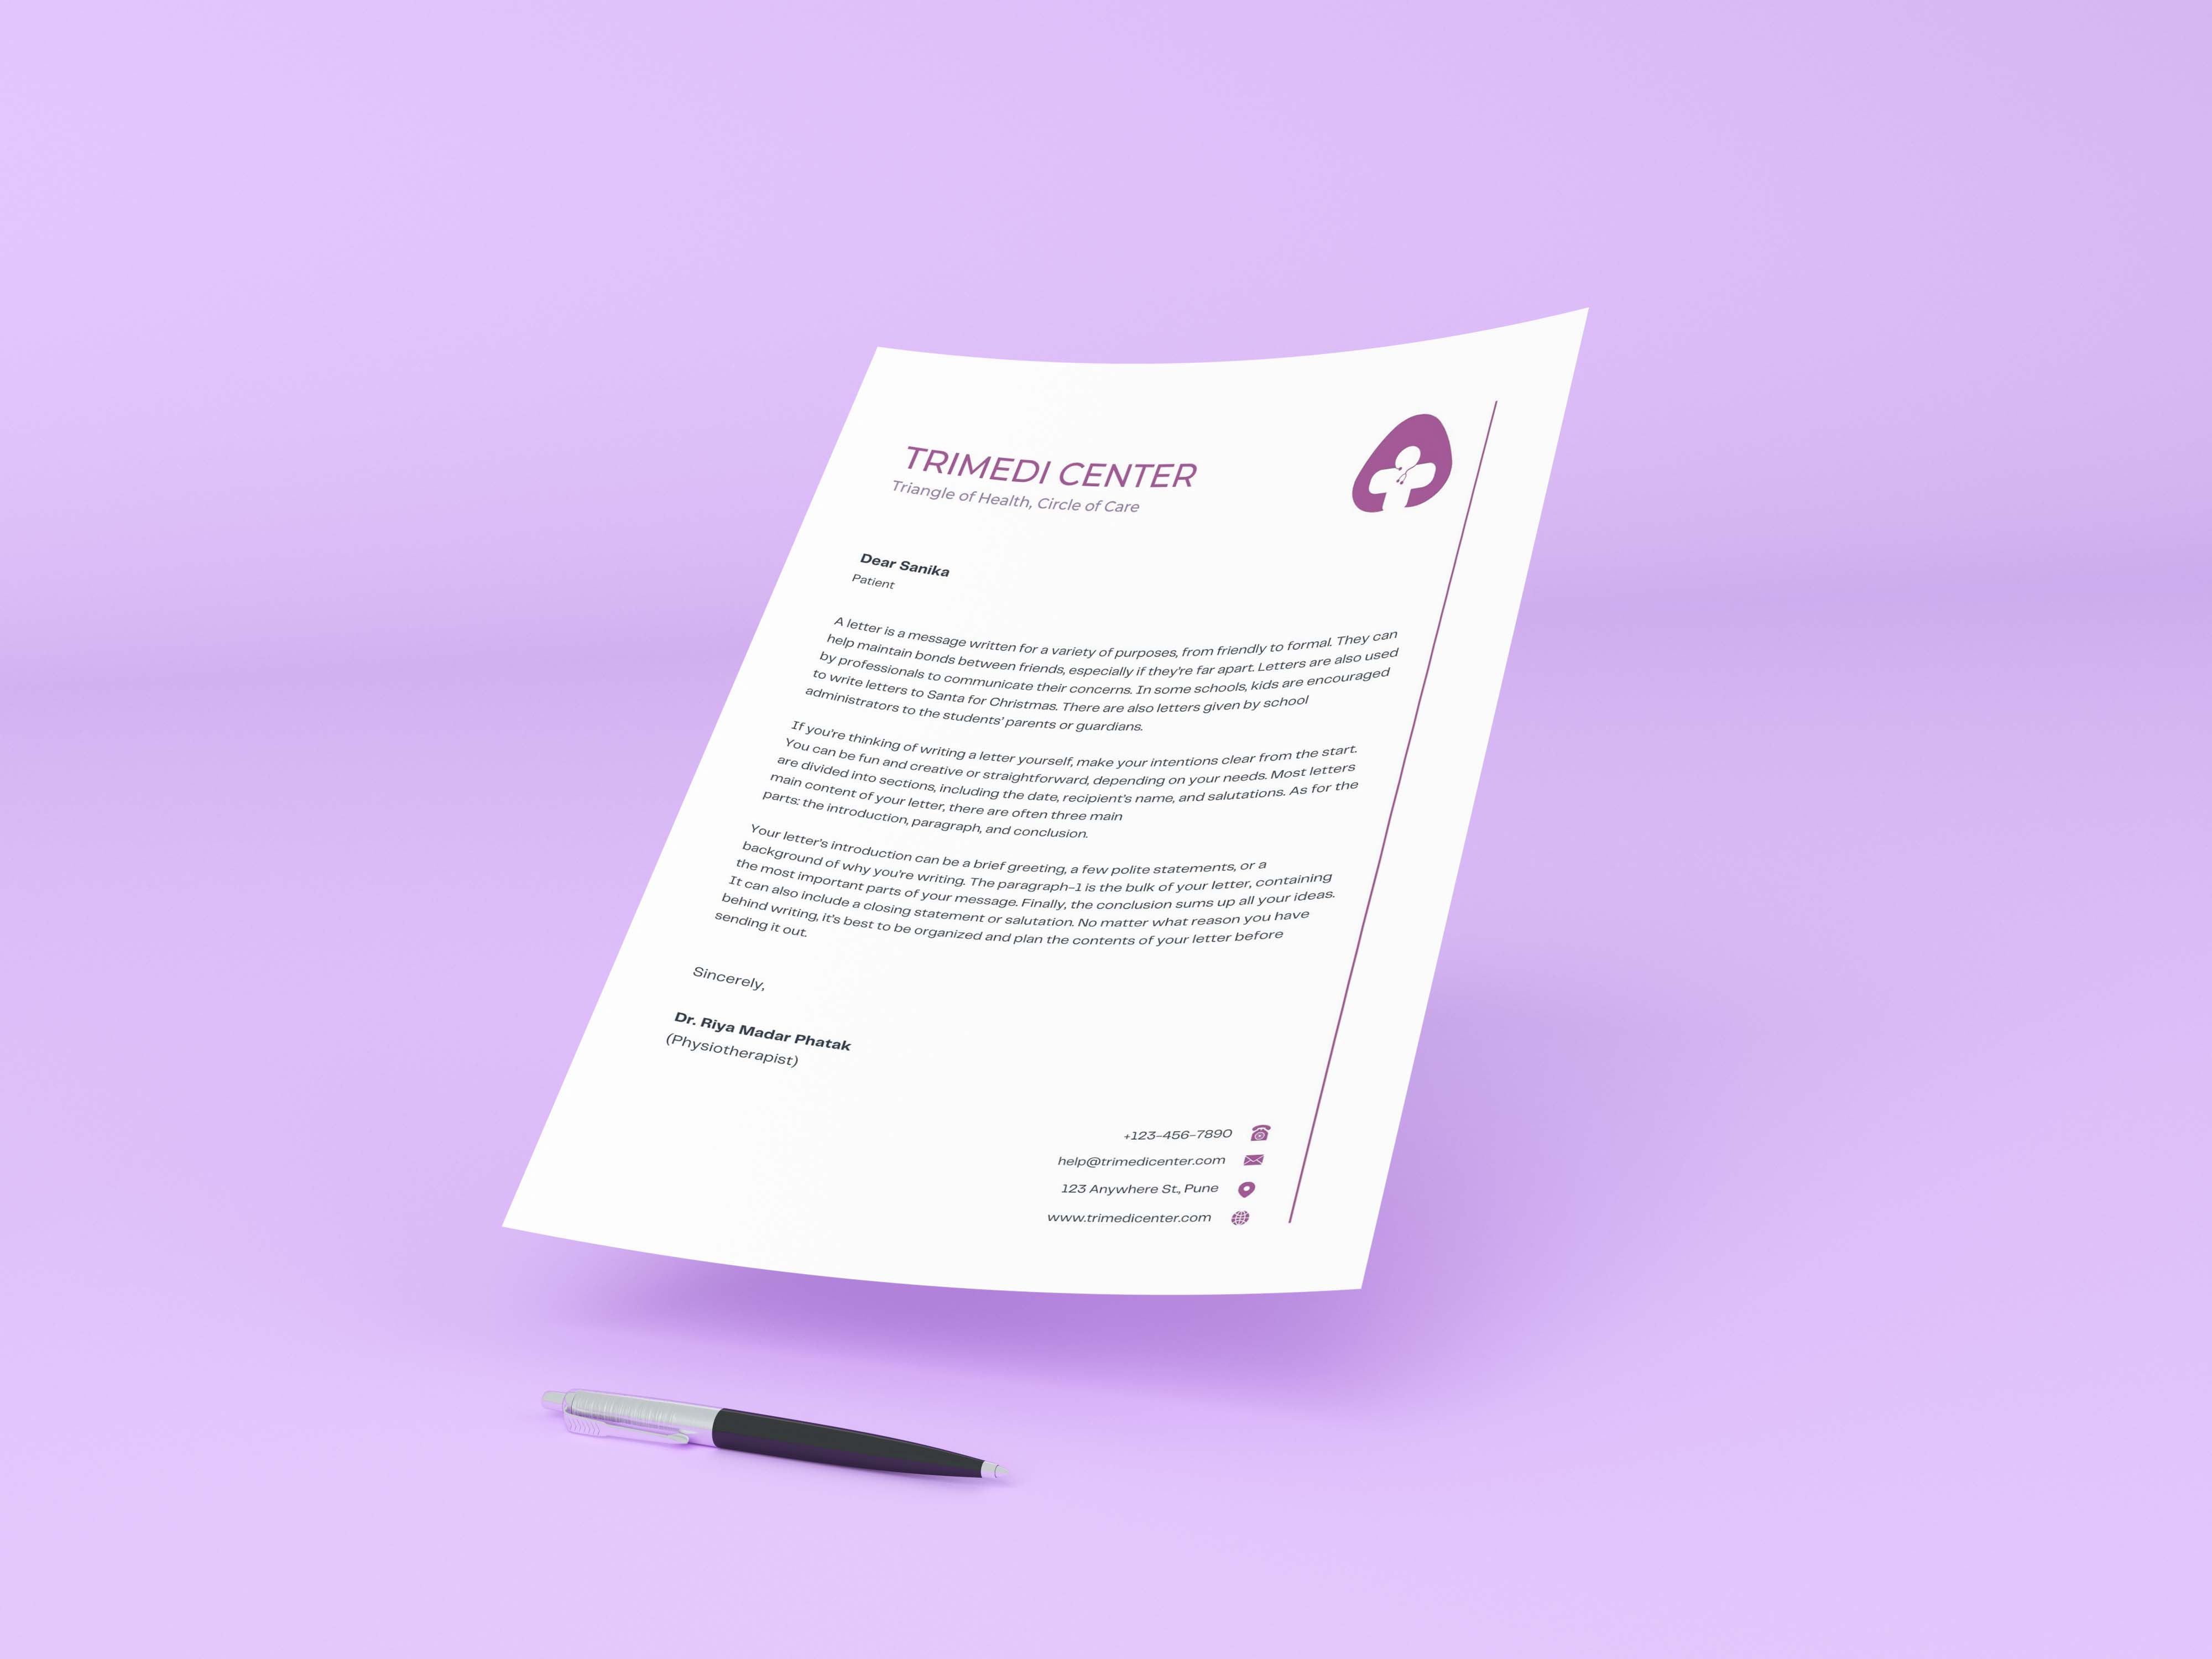 TRIMEDI CENTER
Triangle of Health, Circle of Care
Dear Sanika
Patient
A letter is a message written for a variety of purposes, from friendly to formal. They can
help maintain bonds between friends, especially if they're far apart. Letters are also used
by professionals to communicate their concerns. In some schools, kids are encouraged
to write letters to Santa for Christmas. There are also letters given by school
administrators to the students' parents or guardians.
If you're thinking of writing a letter yourself, make your intentions clear from the start.
You can be fun and creative or straightforward, depending on your needs. Most letters
are divided into sections, including the date, recipient's name, and salutations. As for the
main content of your letter, there are often three main
parts: the introduction, paragraph, and conclusion.
Your letter's introduction can be a brief greeting, a few polite statements, or a
background of why you're writing. The paragraph-1 is the bulk of your letter, containing
the most important parts of your message. Finally, the conclusion sums up all your ideas.
It can also include a closing statement or salutation. No matter what reason you have
behind writing, it's best to be organized and plan the contents of your letter before
sending it out.
Sincerely,
Dr. Riya Madar Phatak
(Physiotherapist)
+123-456-7890
help@trimedicenter.com
123 Anywhere St., Pune
www.trimedicenter.com